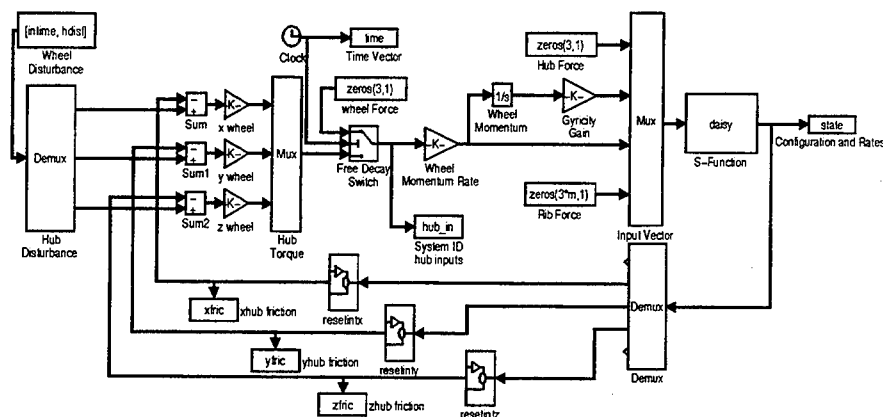 [intime, hdist]
Wheel
Disturbance
Demux
Hub
Disturbance
Sum
Sum1
Sum2
-K-
x wheel
-K-
y wheel
-K-
z wheel
Mux
Hub
Torque
Clock
time
Time Vector
zeros(3,1)
wheel Force
Free Decay
Switch
hub_in
System ID
hub inputs
-K-
Wheel
Momentum Rate
1/s
Wheel
Momentum
-K-
Gyricity
Gain
zeros(3,1)
Hub Force
zeros(3*m,1)
Rib Force
Mux
Input Vector
daisy
S-Function
state
Configuration and Rates
Demux
Demux
resetintx
xfric
xhub friction
resetinty
yfric
yhub friction
resetintz
zfric
zhub friction